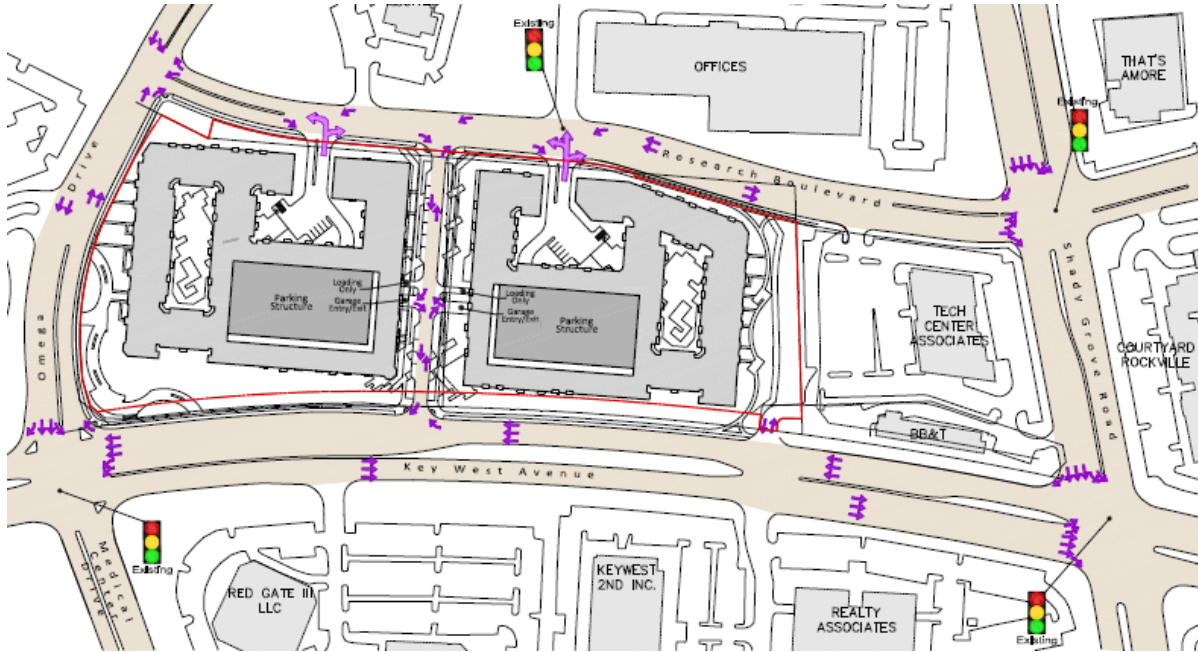 Existing
OFFICES
THAT'S
AMORE
Existing
Research Boulevard
Omega Drive
Loading
Only
Garage
Entry/Exit
Parking
Structure
Loading
Only
Garage
Entry/Exit
Parking
Structure
TECH
CENTER
ASSOCIATES
Shady Grove Road
COURTYARD
ROCKVILLE
BB&T
Key West Avenue
Medical
Center
Drive
Existing
RED GATE III
LLC
KEYWEST
2ND INC.
REALTY
ASSOCIATES
Existing